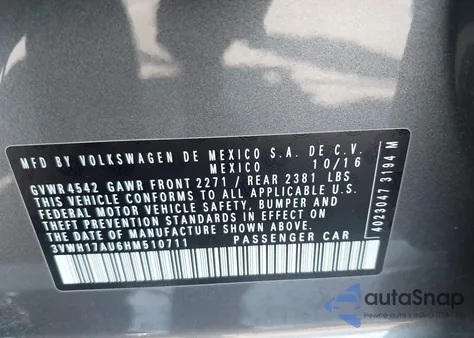 MFD BY VOLKSWAGEN DE MEXICO S.A. DE C.V.
MEXICO 10/16
GVWR4542 GAWR FRONT 2271 / REAR 2381 LBS
THIS VEHICLE CONFORMS TO ALL APPLICABLE
FEDERAL MOTOR VEHICLE SAFETY, BUMPER, AND
THEFT PREVENTION STANDARDS IN EFFECT ON
THE DATE OF MANUFACTURE SHOWN ABOVE.
3VWH17AU6HM510711 PASSENGER CAR
4023047 3194 M
autoSnap